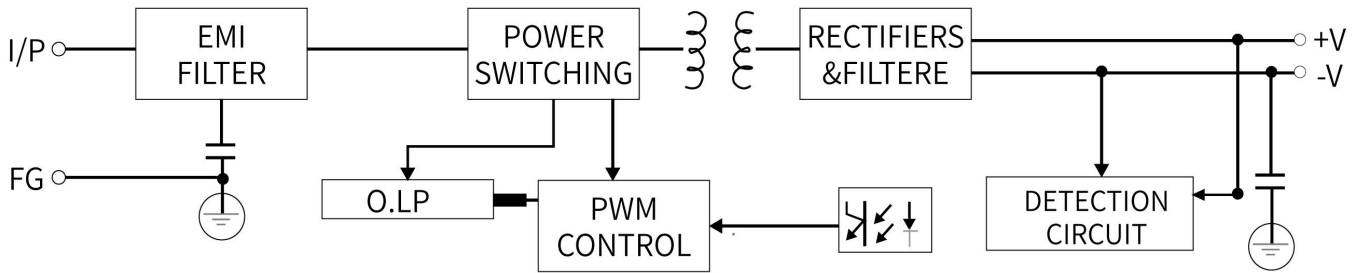 I/P
EMI
FILTER
POWER
SWITCHING
RECTIFIERS
&FILTERE
+V
-V
FG
O.LP
PWM
CONTROL
DETECTION
CIRCUIT